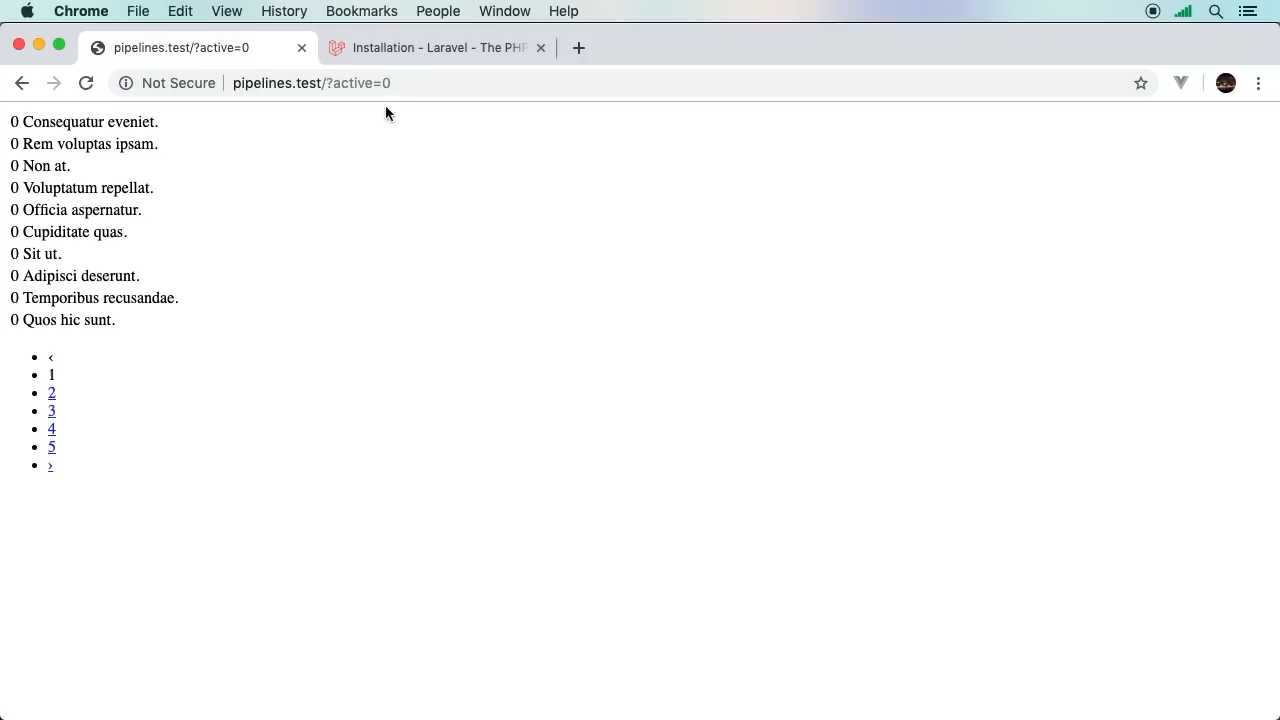 Chrome File Edit View History Bookmarks People Window Help
pipelines.test/?active=0
Installation - Laravel - The PHP
Not Secure pipelines.test/?active=0
0 Consequatur eveniet.
0 Rem voluptas ipsam.
0 Non at.
0 Voluptatum repellat.
0 Officia aspernatur.
0 Cupiditate quas.
0 Sit ut.
0 Adipisci deserunt.
0 Temporibus recusandae.
0 Quos hic sunt.
‹
1
2
3
4
5
›